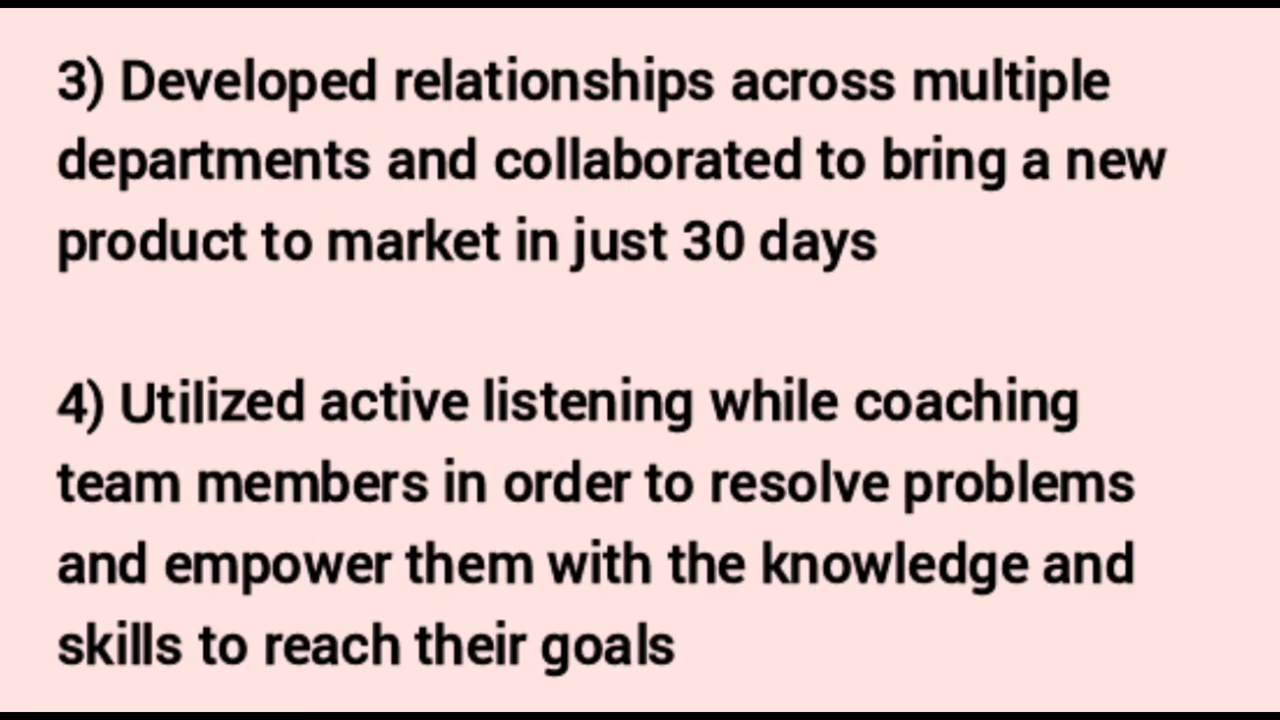 3) Developed relationships across multiple
departments and collaborated to bring a new
product to market in just 30 days
4) Utilized active listening while coaching
team members in order to resolve problems
and empower them with the knowledge and
skills to reach their goals